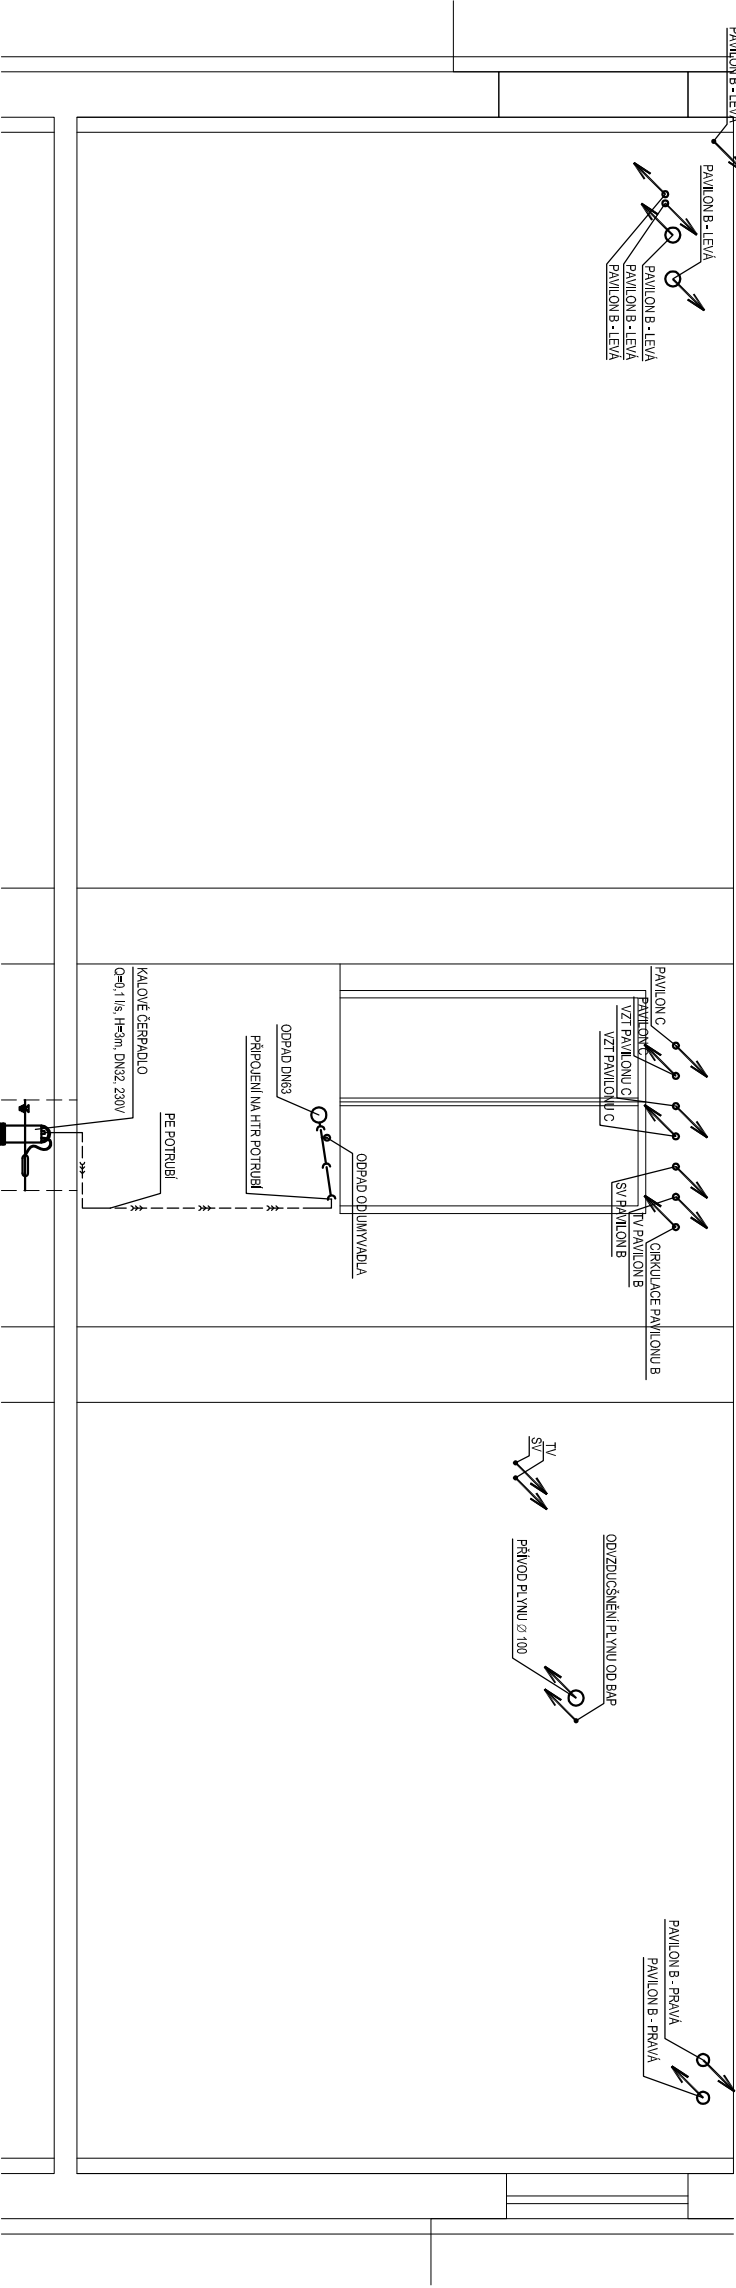 PAVILON B - LEVÁ
PAVILON B - LEVÁ
PAVILON B - LEVÁ
PAVILON B - LEVÁ
PAVILON B - LEVÁ
PAVILON C
PAVILON C
VZT PAVILONU C
VZT PAVILONU C
SV PAVILON B
TV PAVILON B
CIRKULACE PAVILONU B
KALOVÉ ČERPADLO
Q=0,1 l/s, H=3m, DN32, 230V
PE POTRUBÍ
ODPAD DN63
PŘIPOJENÍ NA HTR POTRUBÍ
ODPAD OD UMYVADLA
TV
SV
ODVZDUČŠNĚNÍ PLYNU OD BAP
PŘÍVOD PLYNU Ø 100
PAVILON B - PRAVÁ
PAVILON B - PRAVÁ